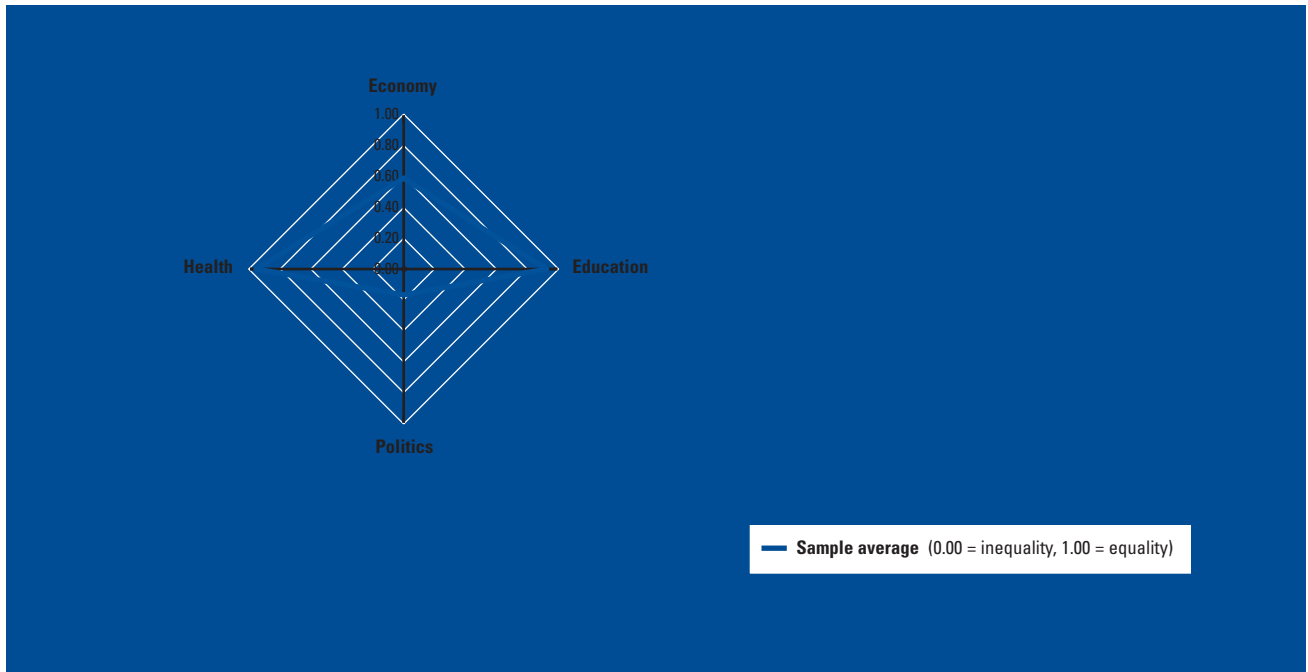 Economy
1.00
0.80
0.60
0.40
0.20
0.00
Health
Education
Politics
Sample average (0.00 = inequality, 1.00 = equality)